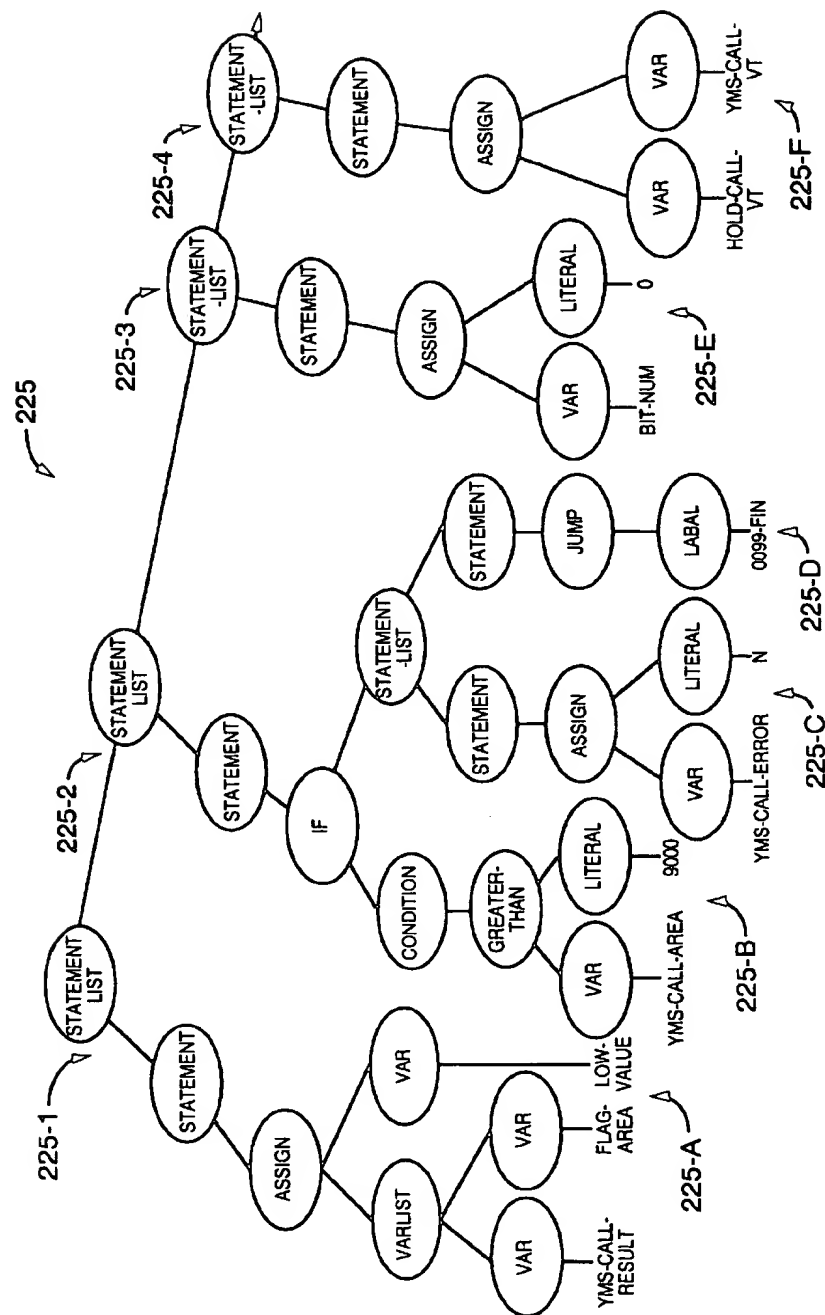 225
225-1
STATEMENT
LIST
225-2
STATEMENT
LIST
225-3
STATEMENT
-LIST
225-4
STATEMENT
-LIST
STATEMENT
ASSIGN
VARLIST
VAR
VAR
VAR
YMS-CALL-
RESULT
FLAG-
AREA
LOW-
VALUE
225-A
STATEMENT
IF
CONDITION
GREATER-
THAN
VAR
LITERAL
YMS-CALL-AREA
9000
225-B
STATEMENT
-LIST
STATEMENT
ASSIGN
VAR
LITERAL
YMS-CALL-ERROR
N
225-C
STATEMENT
JUMP
LABAL
0099-FIN
225-D
STATEMENT
ASSIGN
VAR
LITERAL
BIT-NUM
0
225-E
STATEMENT
ASSIGN
VAR
VAR
HOLD-CALL-
VT
YMS-CALL-
VT
225-F